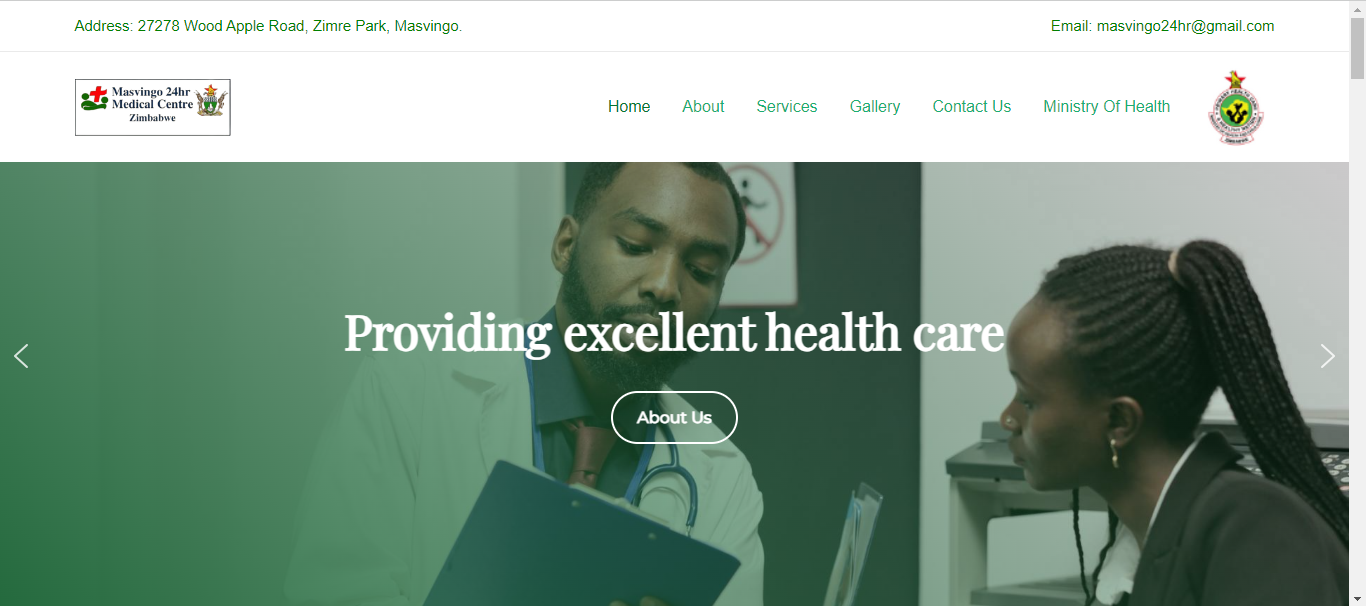 Address: 27278 Wood Apple Road, Zimre Park, Masvingo.
Email: masvingo24hr@gmail.com
Masvingo 24hr
Medical Centre
Zimbabwe
Home
About
Services
Gallery
Contact Us
Ministry Of Health
Providing excellent health care
About Us